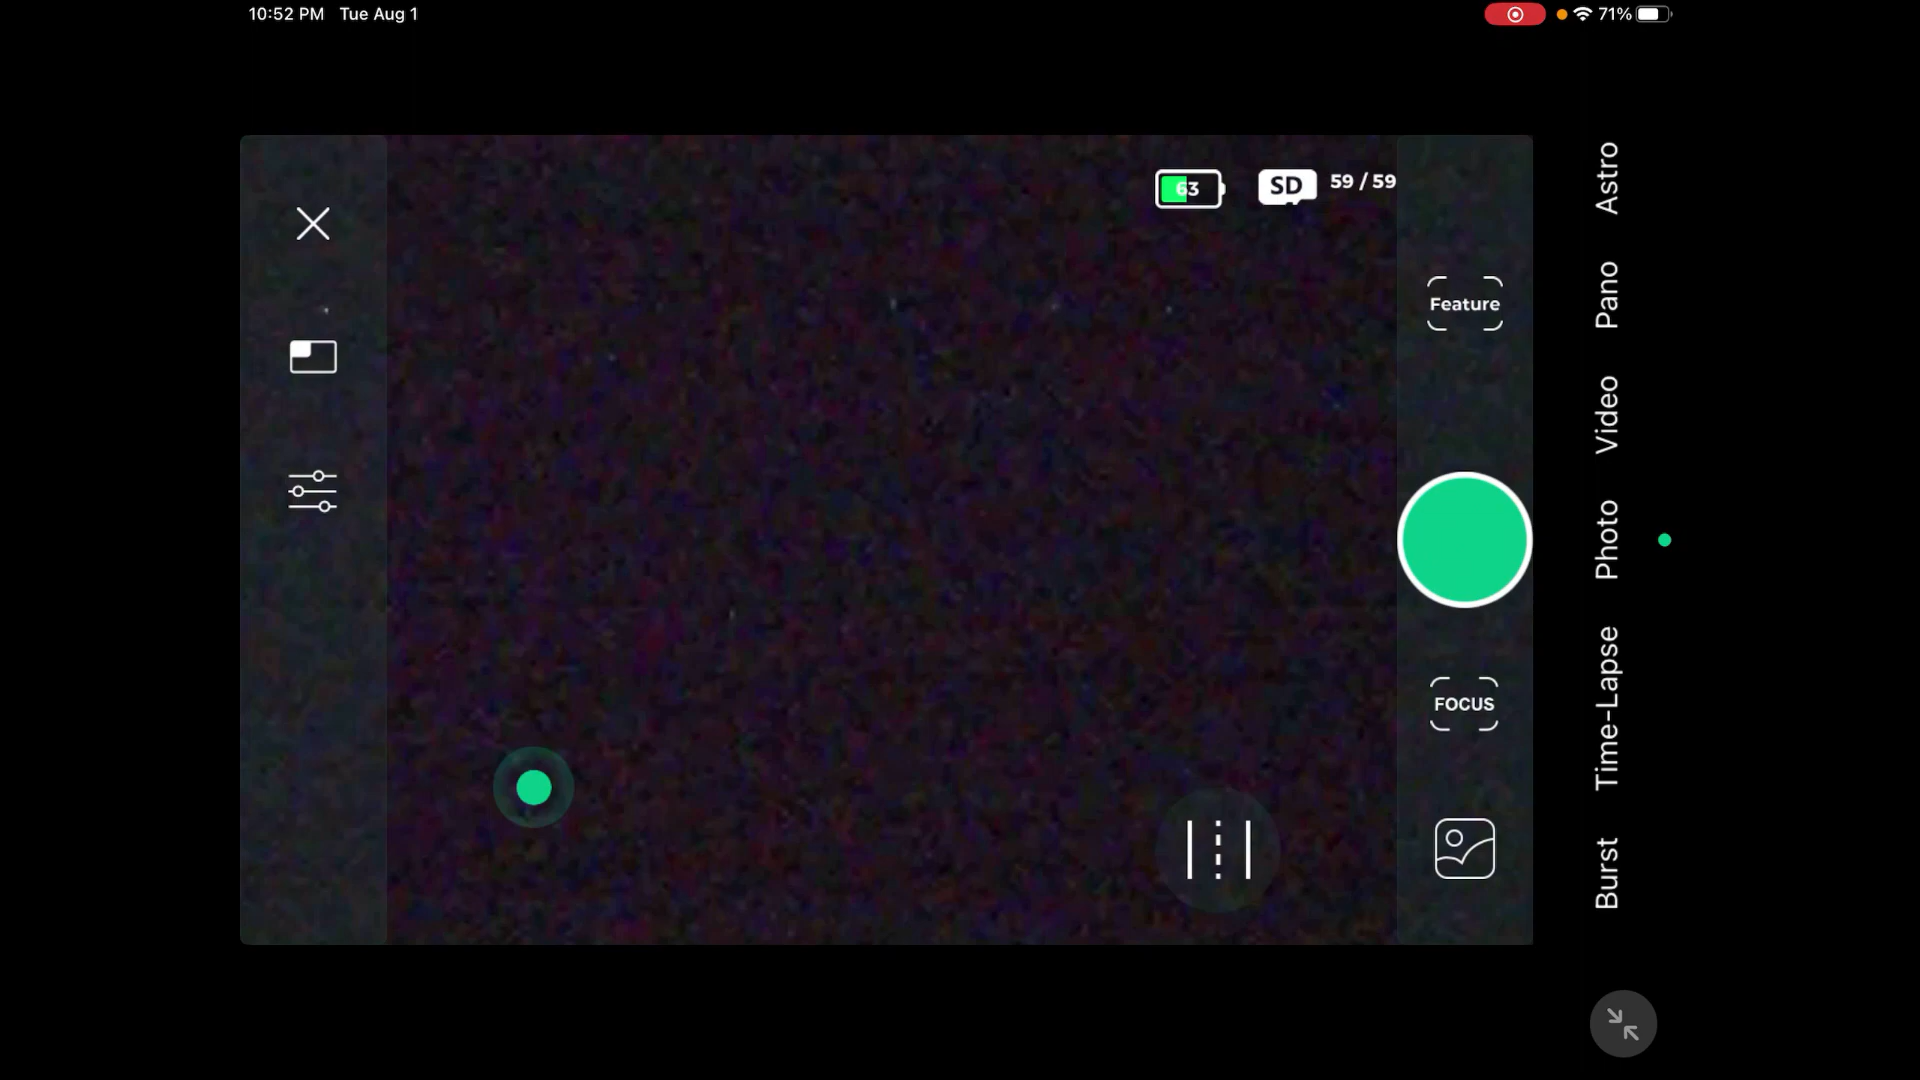 10:52 PM Tue Aug 1
71%
63
SD 59 / 59
Feature
FOCUS
Astro
Pano
Video
Photo
Time-Lapse
Burst